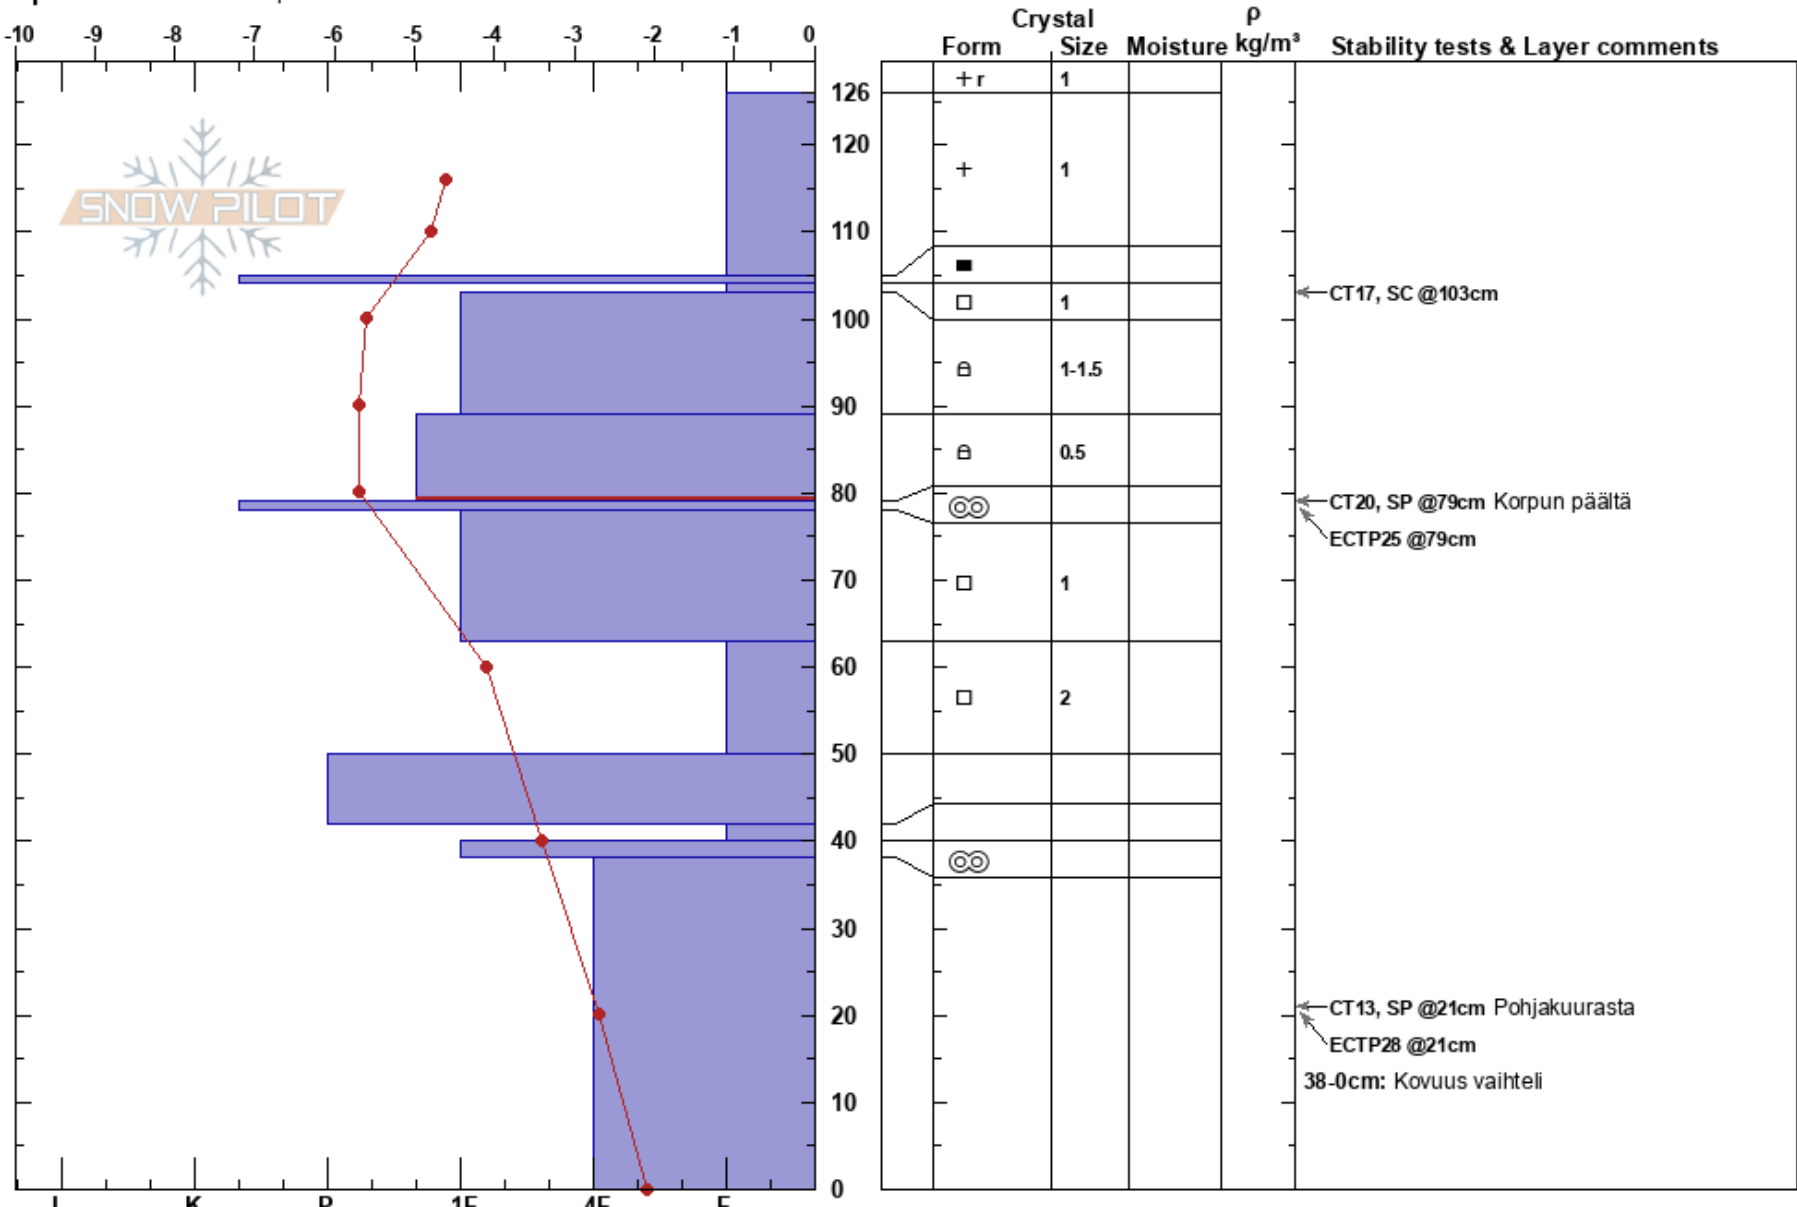 Crystal ρ
-10 -9 -8 -7 -6 -5 -4 -3 -2 -1 0
Form Size Moisture kg/m³ Stability tests & Layer comments
+ r 1
126
120
+ 1
SNOW PILOT
110
CT17, SC @103cm
1
100
1-1.5
90
0.5
80
CT20, SP @79cm Korpun päältä
ECTP25 @79cm
70
1
60
2
50
40
30
20
CT13, SP @21cm Pohjakuurasta
ECTP28 @21cm
38-0cm: Kovuus vaihteli
10
0
I K P 1F 4F F